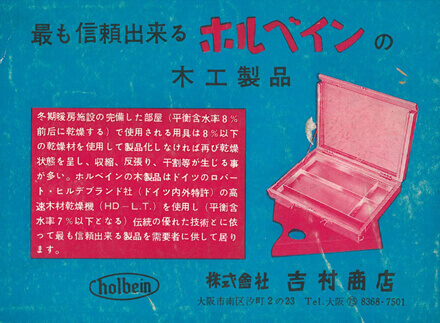 最も信頼出来るホルベインの
木工製品
冬期暖房施設の完備した部屋（平衡含水率8％
前後に乾燥する）で使用される用具は8％以下
の乾燥材を使用して製品化しなければ再び乾燥
状態を呈し、収縮、反張り、干割等が生じる事
が多い。ホルベインの木製品はドイツのロバー
ト・ヒルデブランド社（ドイツ内外特許）の高
速木材乾燥機（HD－L.T.）を使用し（平衡含
水率7％以下となる）伝統の優れた技術とに依
って最も信頼出来る製品を需要者に供して居り
ます。
holbein
株式會社 吉村商店
大阪市南区汐町2の23 Tel.大阪㉕8368-7501